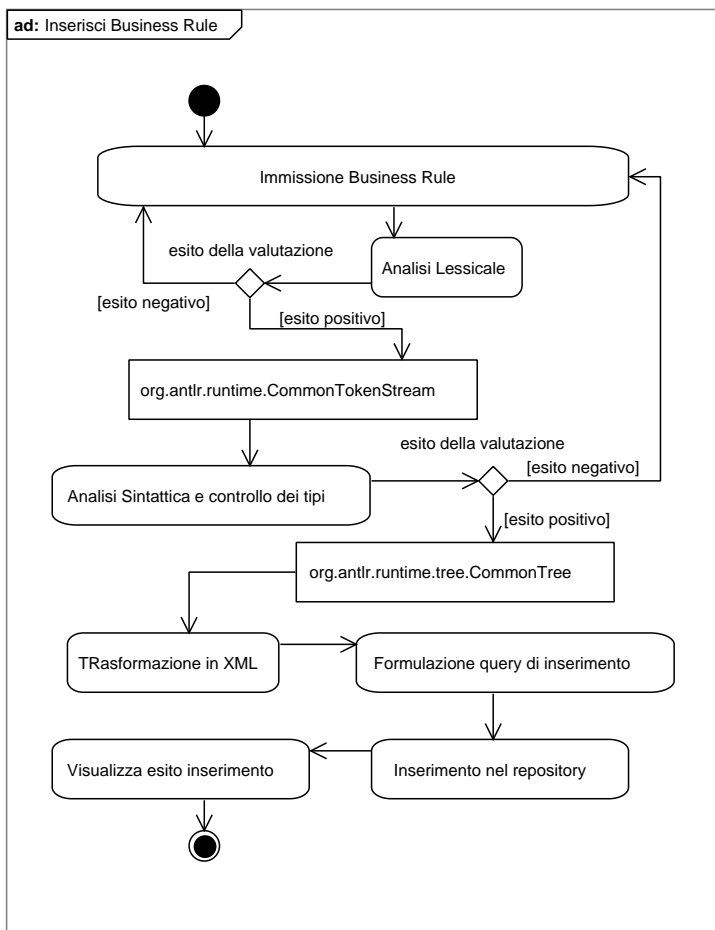 ad: Inserisci Business Rule
Immissione Business Rule
esito della valutazione
Analisi Lessicale
[esito negativo]
[esito positivo]
org.antlr.runtime.CommonTokenStream
esito della valutazione
[esito negativo]
Analisi Sintattica e controllo dei tipi
[esito positivo]
org.antlr.runtime.tree.CommonTree
TRasformazione in XML
Formulazione query di inserimento
Visualizza esito inserimento
Inserimento nel repository